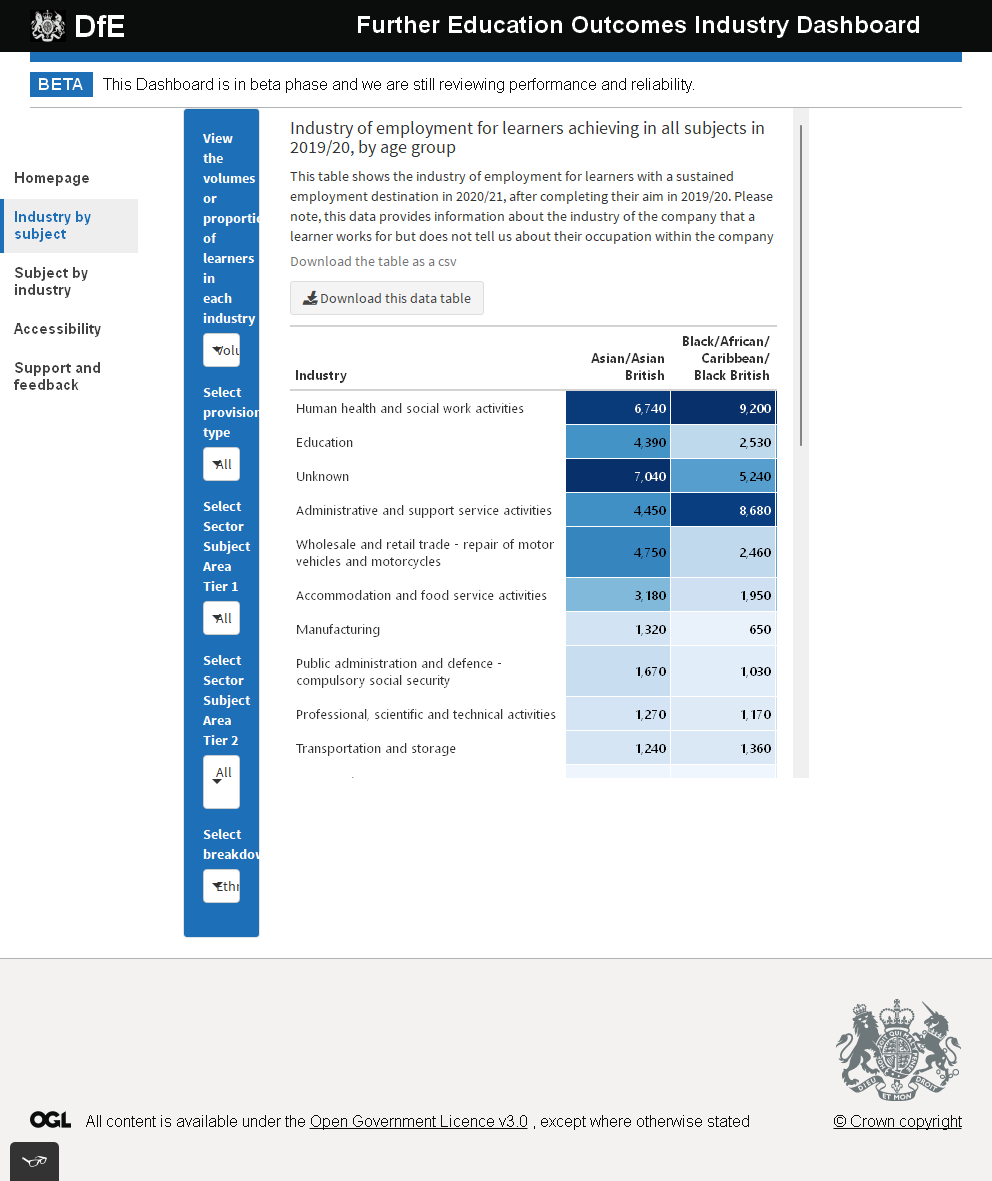 DfE
Further Education Outcomes Industry Dashboard
BETA
This Dashboard is in beta phase and we are still reviewing performance and reliability.
Homepage
Industry by
subject
Subject by
industry
Accessibility
Support and
feedback
View
the
volumes
or
proportic
of
learners
in
each
industry
Volu
Select
provision
type
All
Select
Sector
Subject
Area
Tier 1
All
Select
Sector
Subject
Area
Tier 2
All
Select
breakdow
Ethn
Industry of employment for learners achieving in all subjects in
2019/20, by age group
This table shows the industry of employment for learners with a sustained
employment destination in 2020/21, after completing their aim in 2019/20. Please
note, this data provides information about the industry of the company that a
learner works for but does not tell us about their occupation within the company
Download the table as a csv
Download this data table
Industry Asian/Asian British Black/African/ Caribbean/ Black British
Human health and social work activities 6,740 9,200
Education 4,390 2,530
Unknown 7,040 5,240
Administrative and support service activities 4,450 8,680
Wholesale and retail trade - repair of motor
vehicles and motorcycles 4,750 2,460
Accommodation and food service activities 3,180 1,950
Manufacturing 1,320 650
Public administration and defence -
compulsory social security 1,670 1,030
Professional, scientific and technical activities 1,270 1,170
Transportation and storage 1,240 1,360
DIEU ET MON DROIT
OGL
All content is available under the Open Government Licence v3.0 , except where otherwise stated
© Crown copyright